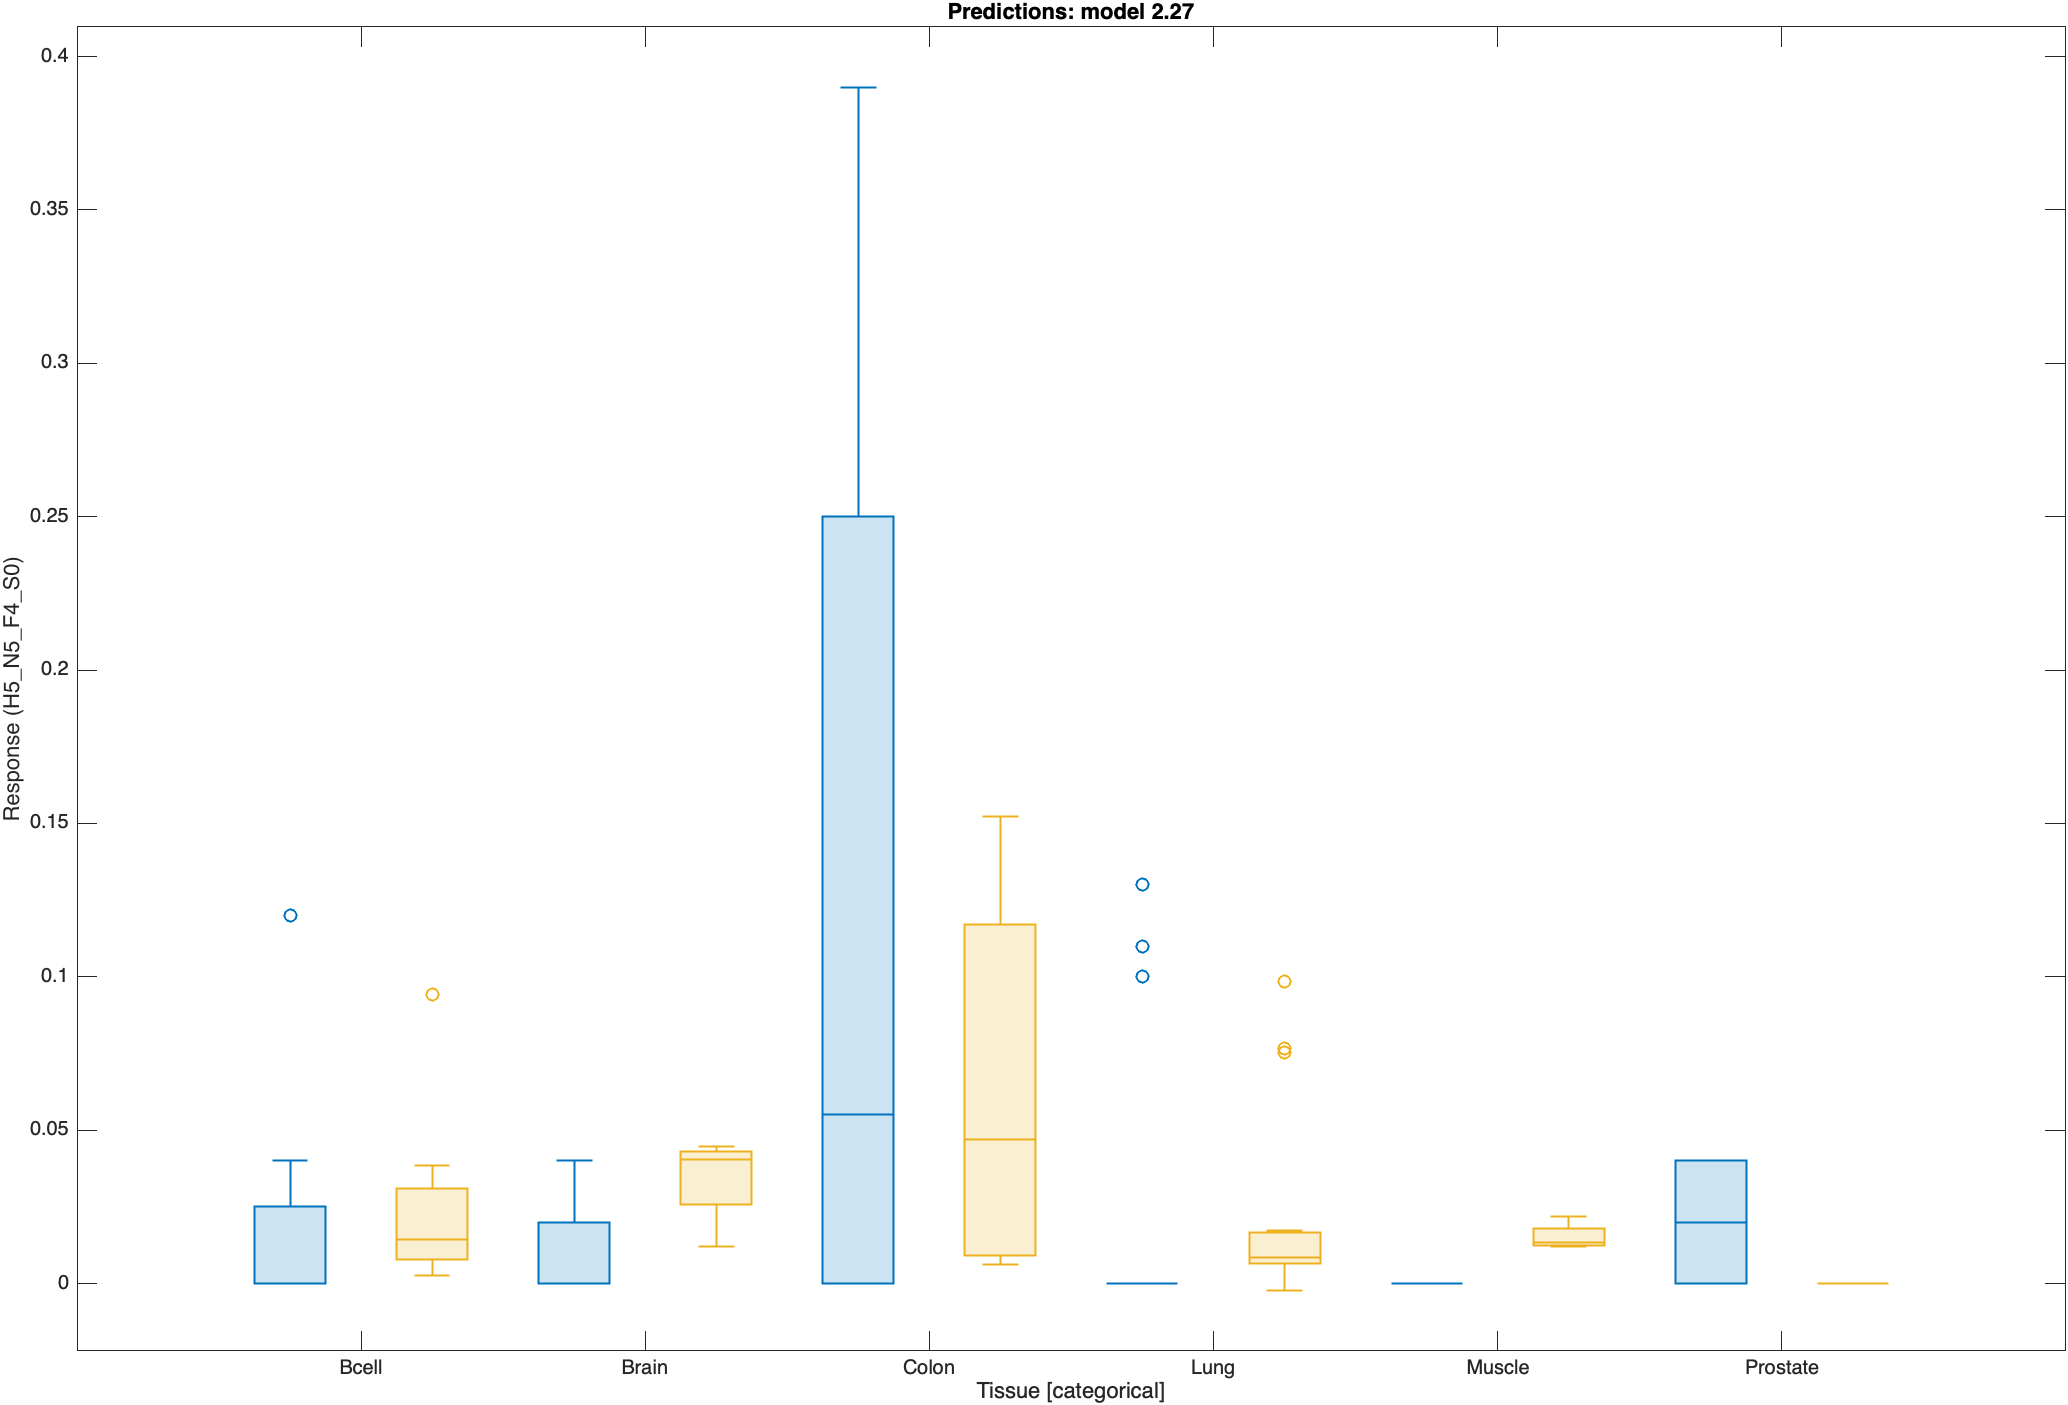 Predictions: model 2.27
0.4
0.35
0.3
0.25
0.2
0.15
0.1
0.05
0
Response (H5_N5_F4_S0)
Bcell Brain Colon Lung Muscle Prostate
Tissue [categorical]